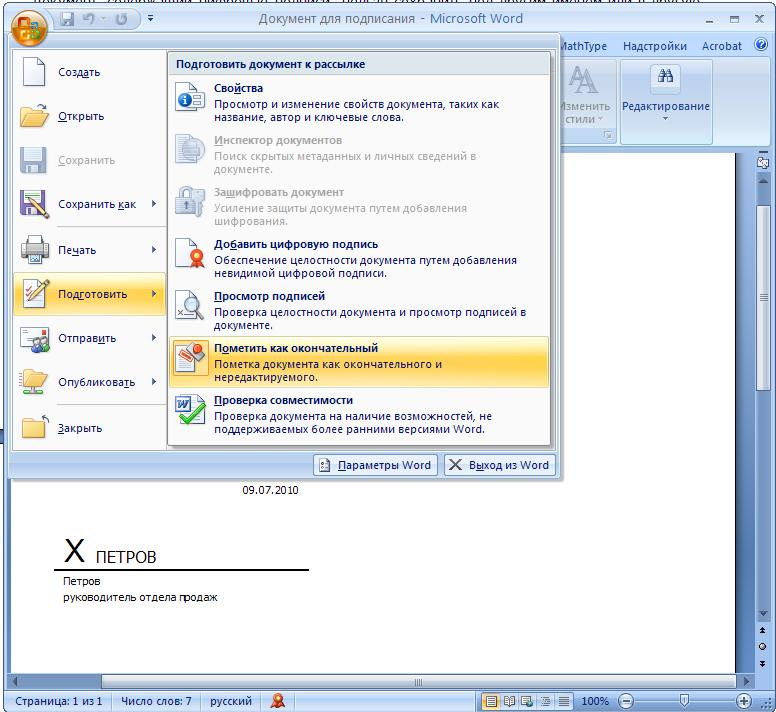 Документ для подписания - Microsoft Word
MathType Надстройки Acrobat
Создать
Открыть
Сохранить
Сохранить как
Печать
Подготовить
Отправить
Опубликовать
Закрыть
Подготовить документ к рассылке
Свойства
Просмотр и изменение свойств документа, таких как
название, автор и ключевые слова.
Инспектор документов
Поиск скрытых метаданных и личных сведений в
документе.
Зашифровать документ
Усиление защиты документа путем добавления
шифрования.
Добавить цифровую подпись
Обеспечение целостности документа путем добавления
невидимой цифровой подписи.
Просмотр подписей
Проверка целостности документа и просмотр подписей в
документе.
Пометить как окончательный
Пометка документа как окончательного и
нередактируемого.
Проверка совместимости
Проверка документа на наличие возможностей, не
поддерживаемых более ранними версиями Word.
Изменить
стили
Редактирование
Параметры Word
Выход из Word
09.07.2010
X ПЕТРОВ
Петров
руководитель отдела продаж
Страница: 1 из 1 Число слов: 7 русский 100%